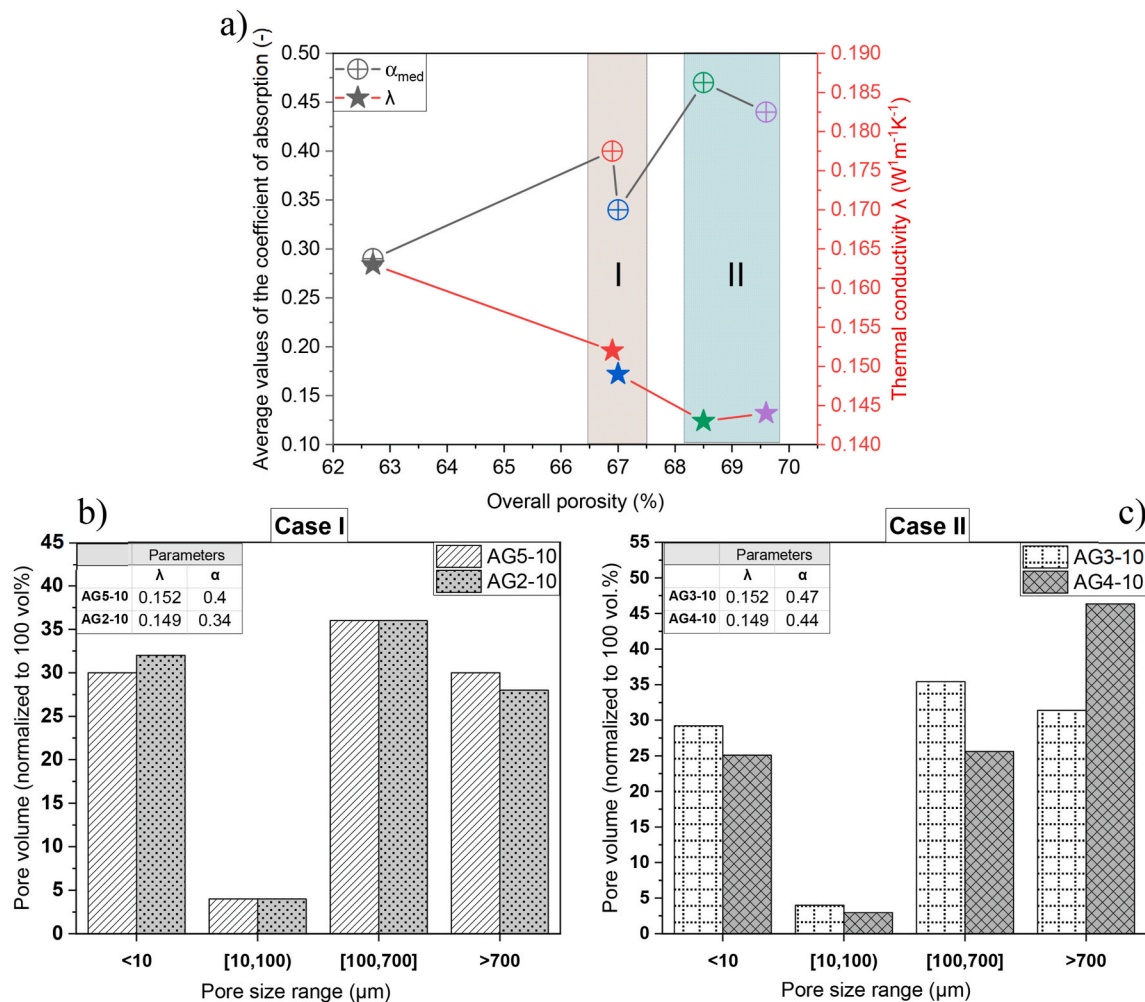 a)
Average values of the coefficient of absorption (-)
0.50
0.45
0.40
0.35
0.30
0.25
0.20
0.15
0.10
αmed
λ
I
II
0.190
0.185
0.180
0.175
0.170
0.165
0.160
0.155
0.150
0.145
0.140
Thermal conductivity λ (W¹m⁻¹K⁻¹)
62 63 64 65 66 67 68 69 70
Overall porosity (%)
b)
Case I
Pore volume (normalized to 100 vol%)
45
40
35
30
25
20
15
10
5
0
Parameters
λ α
AG5-10 0.152 0.4
AG2-10 0.149 0.34
AG5-10
AG2-10
<10 [10,100) [100,700] >700
Pore size range (μm)
c)
Case II
Pore volume (normalized to 100 vol.%)
55
50
45
40
35
30
25
20
15
10
5
0
Parameters
λ α
AG3-10 0.152 0.47
AG4-10 0.149 0.44
AG3-10
AG4-10
<10 [10,100) [100,700] >700
Pore size range (μm)